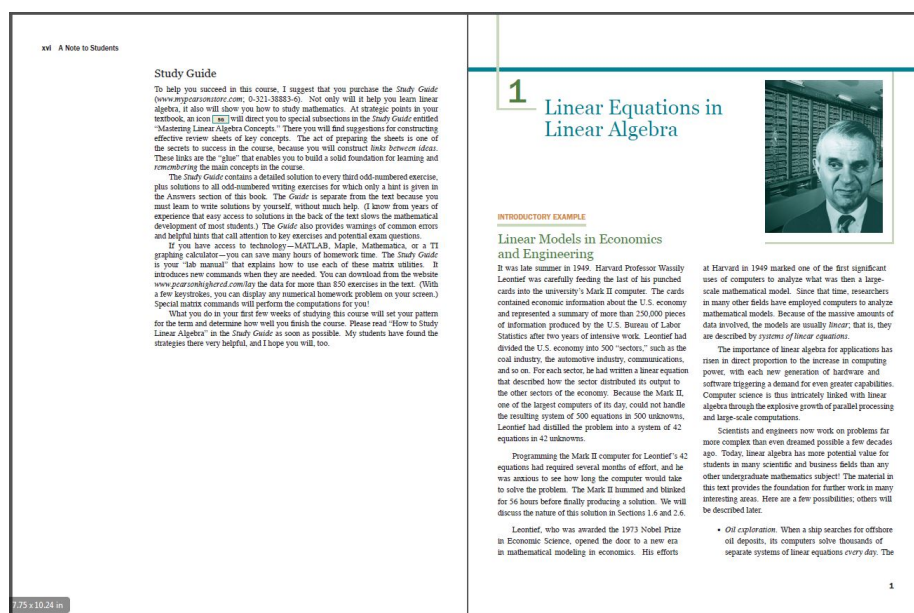 xvi A Note to Students
Study Guide
To help you succeed in this course, I suggest that you purchase the Study Guide
(www.mypearsonstore.com; 0-321-38883-6). Not only will it help you learn linear
algebra, it also will show you how to study mathematics. At strategic points in your
textbook, an icon SG will direct you to special subsections in the Study Guide entitled
“Mastering Linear Algebra Concepts.” There you will find suggestions for constructing
effective review sheets of key concepts. The act of preparing the sheets is one of
the secrets to success in the course, because you will construct links between ideas.
These links are the “glue” that enables you to build a solid foundation for learning and
remembering the main concepts in the course.
The Study Guide contains a detailed solution to every third odd-numbered exercise,
plus solutions to all odd-numbered writing exercises for which only a hint is given in
the Answers section of this book. The Guide is separate from the text because you
must learn to write solutions by yourself, without much help. (I know from years of
experience that easy access to solutions in the back of the text slows the mathematical
development of most students.) The Guide also provides warnings of common errors
and helpful hints that call attention to key exercises and potential exam questions.
If you have access to technology—MATLAB, Maple, Mathematica, or a TI
graphing calculator—you can save many hours of homework time. The Study Guide
is your “lab manual” that explains how to use each of these matrix utilities. It
introduces new commands when they are needed. You can download from the website
www.pearsonhighered.com/lay the data for more than 850 exercises in the text. (With
a few keystrokes, you can display any numerical homework problem on your screen.)
Special matrix commands will perform the computations for you!
What you do in your first few weeks of studying this course will set your pattern
for the term and determine how well you finish the course. Please read “How to Study
Linear Algebra” in the Study Guide as soon as possible. My students have found the
strategies there very helpful, and I hope you will, too.
7.75 x 10.24 in
1
Linear Equations in
Linear Algebra
INTRODUCTORY EXAMPLE
Linear Models in Economics
and Engineering
It was late summer in 1949. Harvard Professor Wassily
Leontief was carefully feeding the last of his punched
cards into the university’s Mark II computer. The cards
contained economic information about the U.S. economy
and represented a summary of more than 250,000 pieces
of information produced by the U.S. Bureau of Labor
Statistics after two years of intensive work. Leontief had
divided the U.S. economy into 500 “sectors,” such as the
coal industry, the automotive industry, communications,
and so on. For each sector, he had written a linear equation
that described how the sector distributed its output to
the other sectors of the economy. Because the Mark II,
one of the largest computers of its day, could not handle
the resulting system of 500 equations in 500 unknowns,
Leontief had distilled the problem into a system of 42
equations in 42 unknowns.
Programming the Mark II computer for Leontief’s 42
equations had required several months of effort, and he
was anxious to see how long the computer would take
to solve the problem. The Mark II hummed and blinked
for 56 hours before finally producing a solution. We will
discuss the nature of this solution in Sections 1.6 and 2.6.
Leontief, who was awarded the 1973 Nobel Prize
in Economic Science, opened the door to a new era
in mathematical modeling in economics. His efforts
at Harvard in 1949 marked one of the first significant
uses of computers to analyze what was then a large-
scale mathematical model. Since that time, researchers
in many other fields have employed computers to analyze
mathematical models. Because of the massive amounts of
data involved, the models are usually linear; that is, they
are described by systems of linear equations.
The importance of linear algebra for applications has
risen in direct proportion to the increase in computing
power, with each new generation of hardware and
software triggering a demand for even greater capabilities.
Computer science is thus intricately linked with linear
algebra through the explosive growth of parallel processing
and large-scale computations.
Scientists and engineers now work on problems far
more complex than even dreamed possible a few decades
ago. Today, linear algebra has more potential value for
students in many scientific and business fields than any
other undergraduate mathematics subject! The material in
this text provides the foundation for further work in many
interesting areas. Here are a few possibilities; others will
be described later.
• Oil exploration. When a ship searches for offshore
oil deposits, its computers solve thousands of
separate systems of linear equations every day. The
1